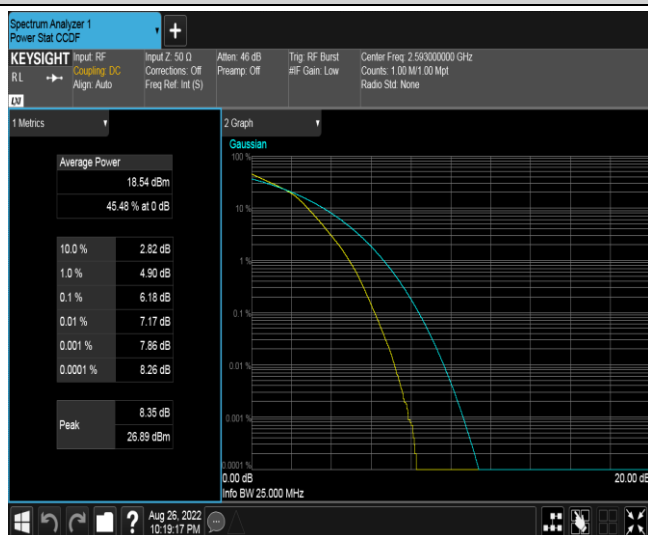 Spectrum Analyzer 1
Power Stat CCDF
+
KEYSIGHT
RL
LXI
Input: RF
Coupling: DC
Align: Auto
Input Z: 50 Ω
Corrections: Off
Freq Ref: Int (S)
Atten: 46 dB
Preamp: Off
Trig: RF Burst
#IF Gain: Low
Center Freq: 2.593000000 GHz
Counts: 1.00 M/1.00 Mpt
Radio Std: None
1 Metrics
Average Power
18.54 dBm
45.48 % at 0 dB
10.0 % 2.82 dB
1.0 % 4.90 dB
0.1 % 6.18 dB
0.01 % 7.17 dB
0.001 % 7.86 dB
0.0001 % 8.26 dB
Peak
8.35 dB
26.89 dBm
2 Graph
Gaussian
100 %
10 %
1 %
0.1 %
0.01 %
0.001 %
0.0001 %
0.00 dB 20.00 dB
Info BW 25.000 MHz
?
Aug 26, 2022
10:19:17 PM